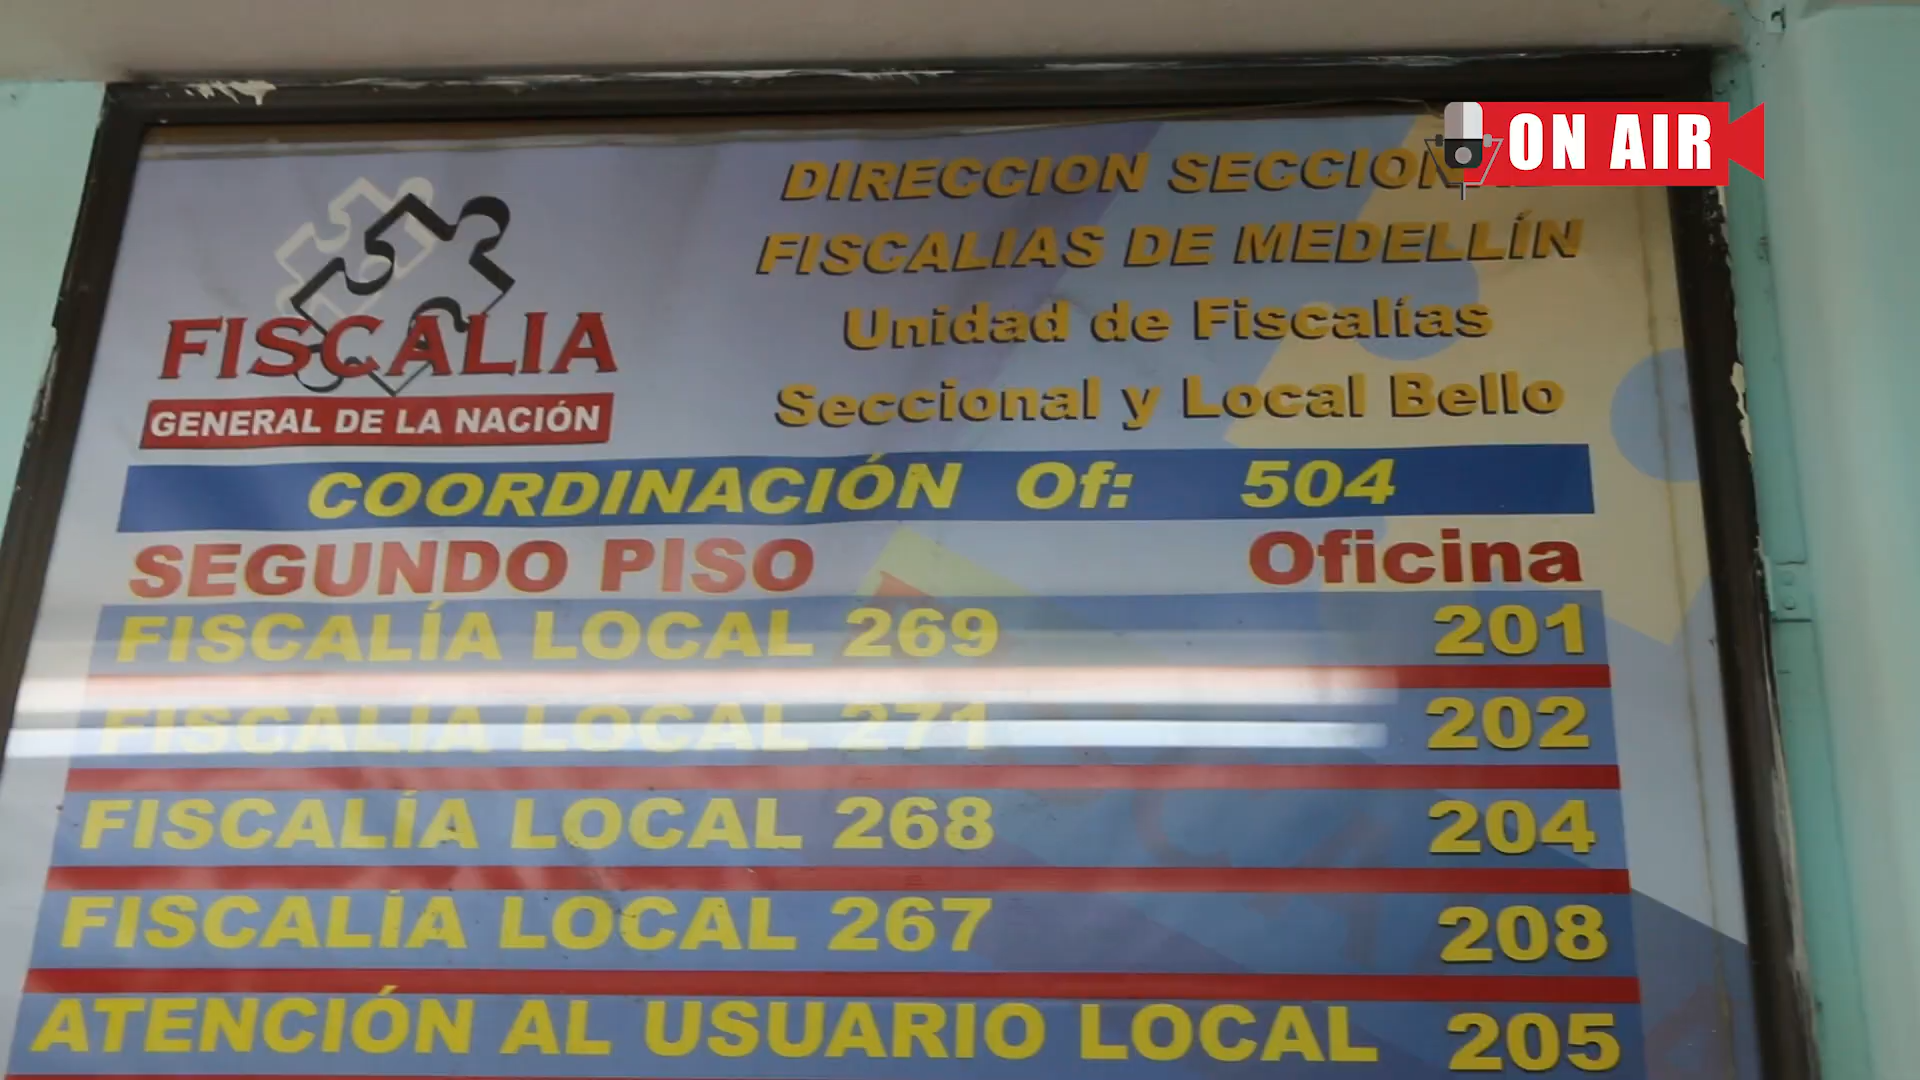 ON AIR
DIRECCION SECCIONAL
FISCALIAS DE MEDELLÍN
Unidad de Fiscalías
Seccional y Local Bello
FISCALIA
GENERAL DE LA NACIÓN
COORDINACIÓN Of: 504
SEGUNDO PISO Oficina
FISCALÍA LOCAL 269 201
FISCALÍA LOCAL 271 202
FISCALÍA LOCAL 268 204
FISCALÍA LOCAL 267 208
ATENCIÓN AL USUARIO LOCAL 205